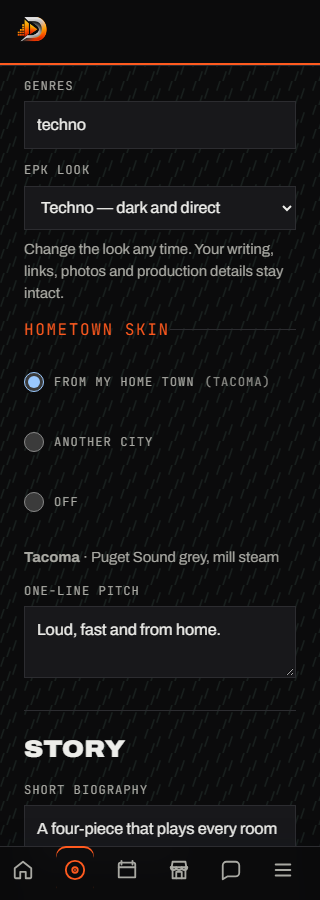 GENRES
techno
EPK LOOK
Techno — dark and direct
Change the look any time. Your writing,
links, photos and production details stay
intact.
HOMETOWN SKIN
FROM MY HOME TOWN (TACOMA)
ANOTHER CITY
OFF
Tacoma · Puget Sound grey, mill steam
ONE-LINE PITCH
Loud, fast and from home.
STORY
SHORT BIOGRAPHY
A four-piece that plays every room